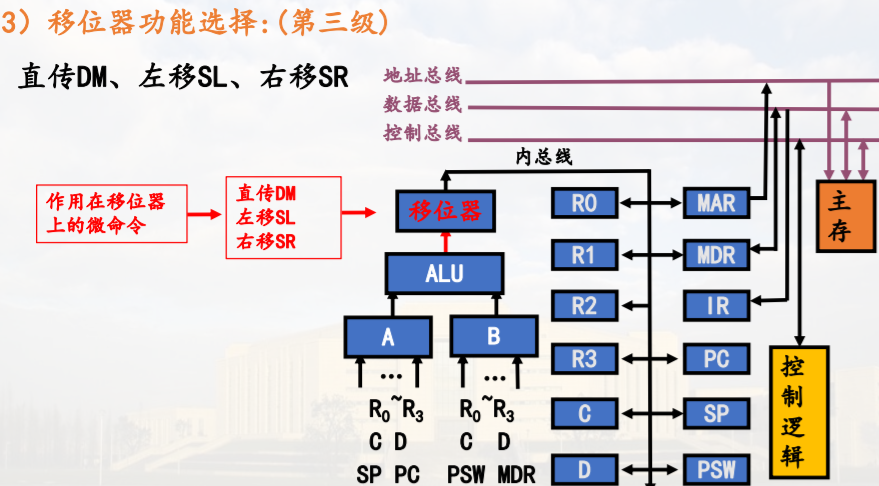 3）移位器功能选择:(第三级)
直传DM、左移SL、右移SR
地址总线
数据总线
控制总线
内总线
作用在移位器
上的微命令
直传DM
左移SL
右移SR
移位器
ALU
A
B
...
...
R0~R3
R0~R3
C D
C D
SP PC
PSW MDR
R0
MAR
R1
MDR
R2
IR
R3
PC
C
SP
D
PSW
主存
控制逻辑